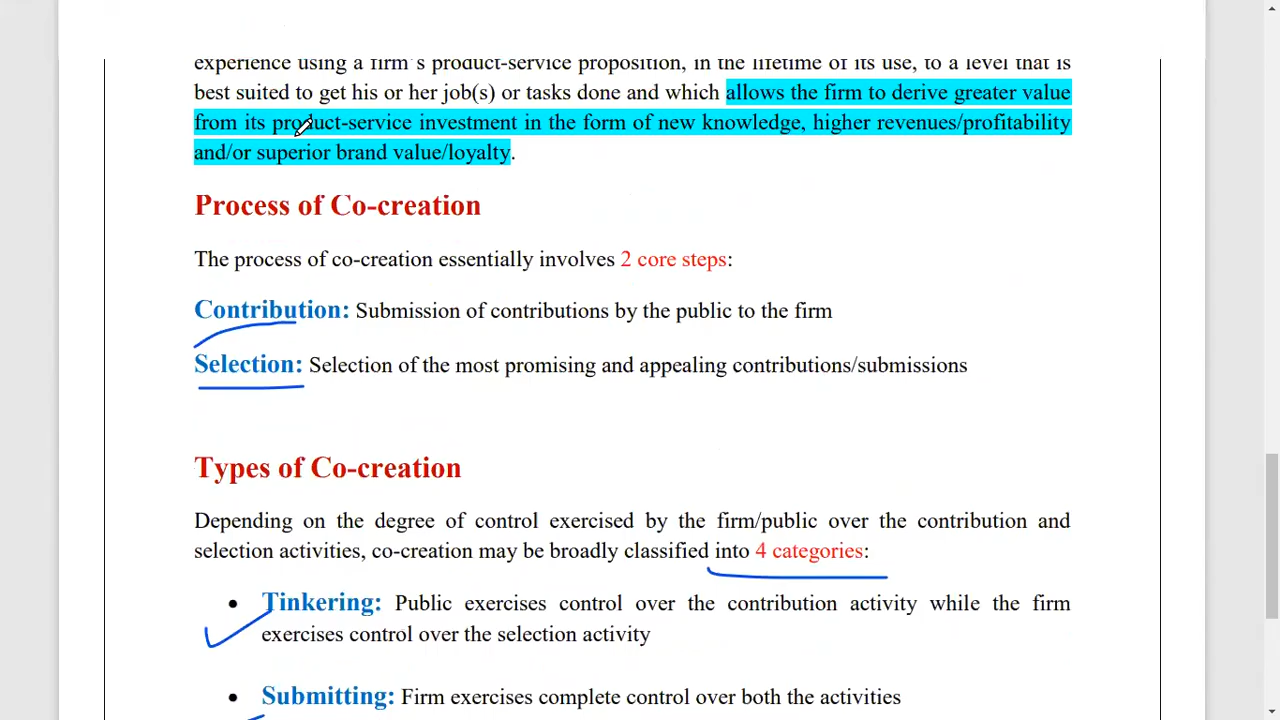 experience using a firm's product-service proposition, in the lifetime of its use, to a level that is
best suited to get his or her job(s) or tasks done and which allows the firm to derive greater value
from its product-service investment in the form of new knowledge, higher revenues/profitability
and/or superior brand value/loyalty.
Process of Co-creation
The process of co-creation essentially involves 2 core steps:
Contribution: Submission of contributions by the public to the firm
Selection: Selection of the most promising and appealing contributions/submissions
Types of Co-creation
Depending on the degree of control exercised by the firm/public over the contribution and
selection activities, co-creation may be broadly classified into 4 categories:
• Tinkering: Public exercises control over the contribution activity while the firm
exercises control over the selection activity
• Submitting: Firm exercises complete control over both the activities